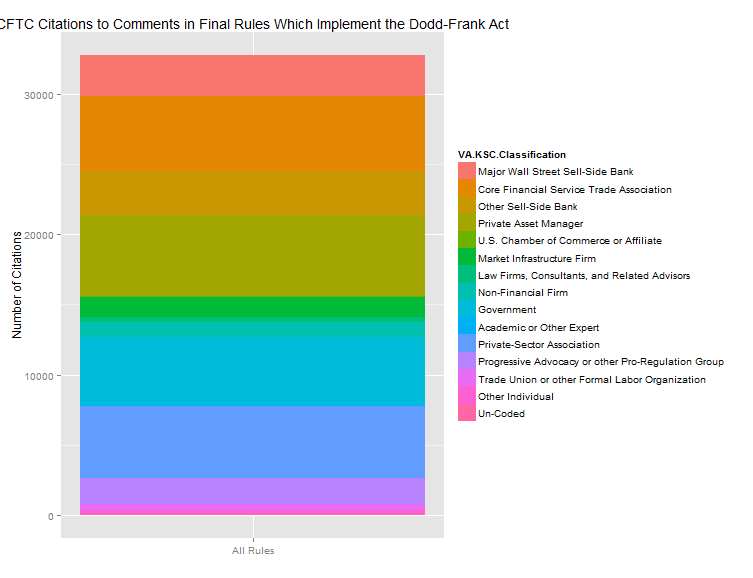 CFTC Citations to Comments in Final Rules Which Implement the Dodd-Frank Act
30000
20000
10000
0
Number of Citations
All Rules
VA.KSC.Classification
Major Wall Street Sell-Side Bank
Core Financial Service Trade Association
Other Sell-Side Bank
Private Asset Manager
U.S. Chamber of Commerce or Affiliate
Market Infrastructure Firm
Law Firms, Consultants, and Related Advisors
Non-Financial Firm
Government
Academic or Other Expert
Private-Sector Association
Progressive Advocacy or other Pro-Regulation Group
Trade Union or other Formal Labor Organization
Other Individual
Un-Coded